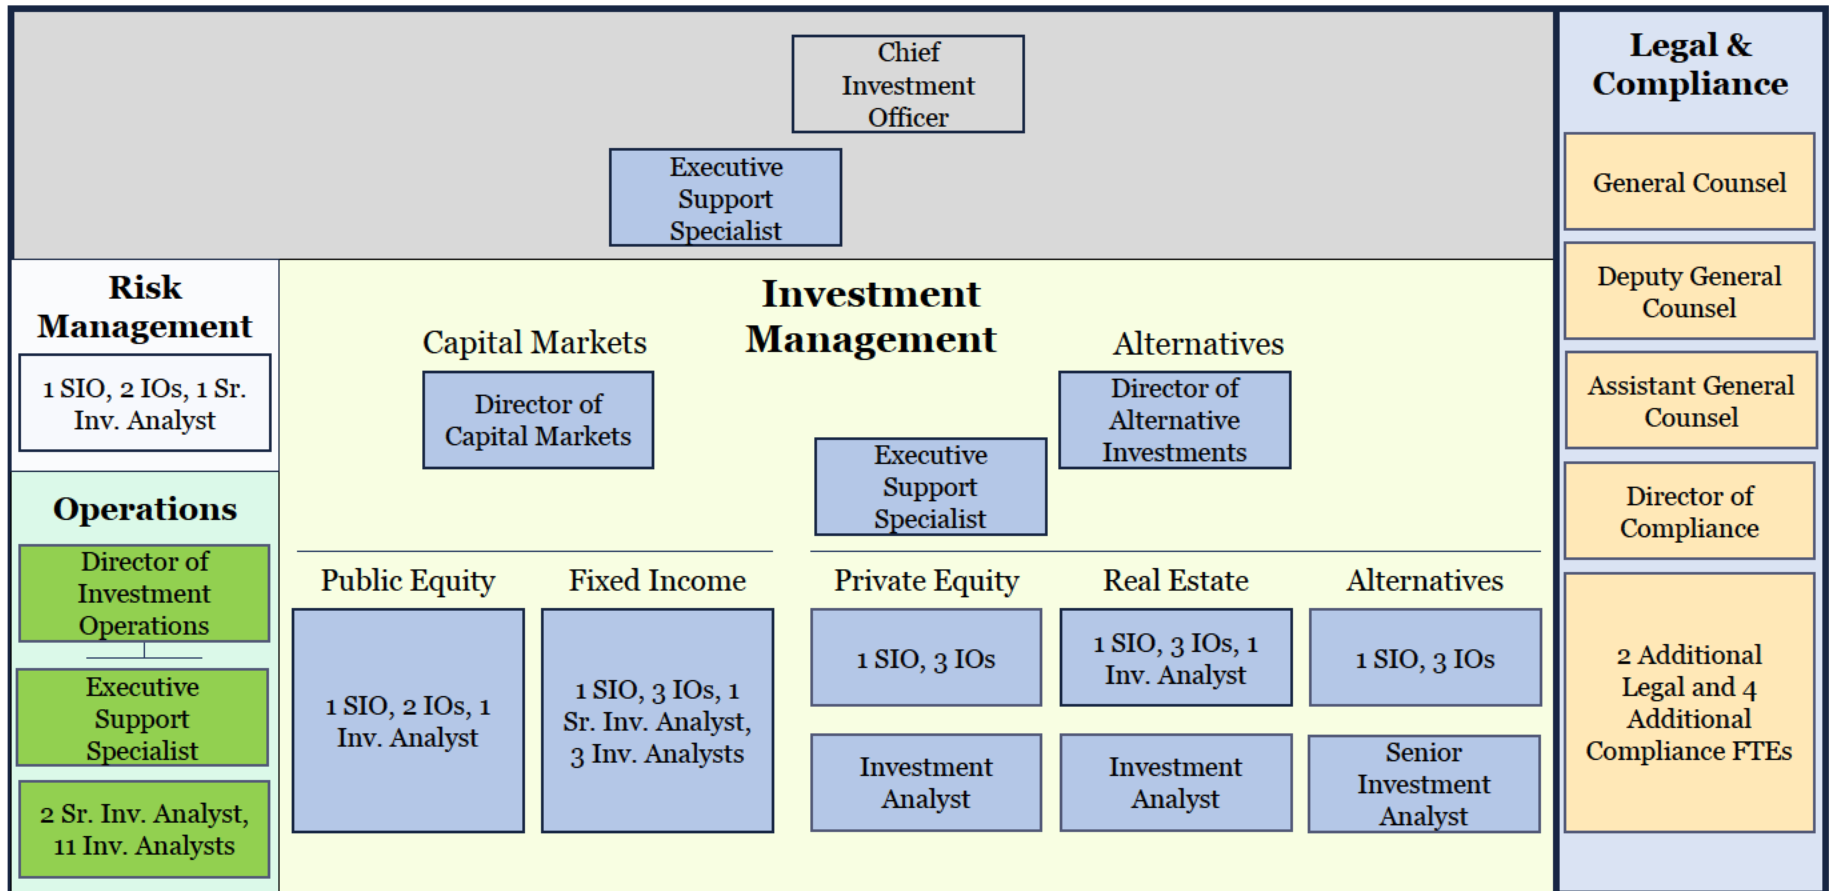 Chief
Investment
Officer
Executive
Support
Specialist
Legal &
Compliance
General Counsel
Deputy General
Counsel
Assistant General
Counsel
Director of
Compliance
2 Additional
Legal and 4
Additional
Compliance FTEs
Risk
Management
1 SIO, 2 IOs, 1 Sr.
Inv. Analyst
Operations
Director of
Investment
Operations
Executive
Support
Specialist
2 Sr. Inv. Analyst,
11 Inv. Analysts
Investment
Management
Capital Markets
Director of
Capital Markets
Alternatives
Director of
Alternative
Investments
Executive
Support
Specialist
Public Equity
1 SIO, 2 IOs, 1
Inv. Analyst
Fixed Income
1 SIO, 3 IOs, 1
Sr. Inv. Analyst,
3 Inv. Analysts
Private Equity
1 SIO, 3 IOs
Investment
Analyst
Real Estate
1 SIO, 3 IOs, 1
Inv. Analyst
Investment
Analyst
Alternatives
1 SIO, 3 IOs
Senior
Investment
Analyst